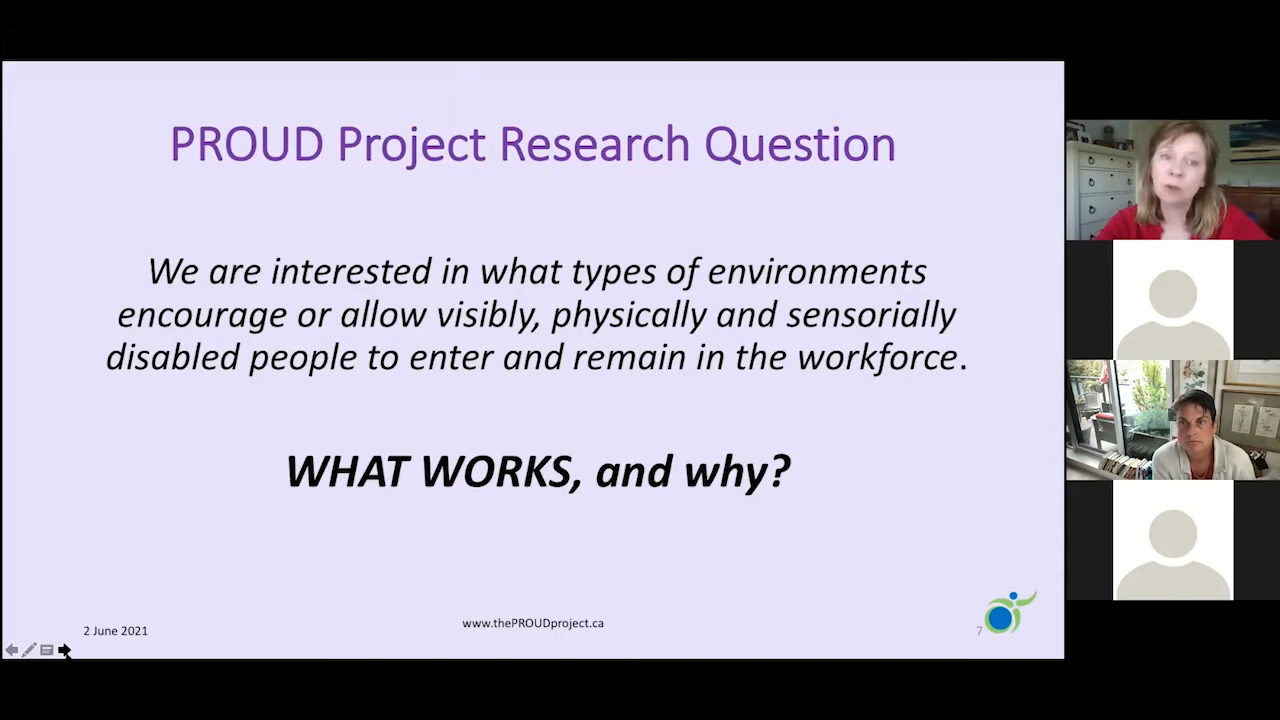 PROUD Project Research Question
We are interested in what types of environments
encourage or allow visibly, physically and sensorially
disabled people to enter and remain in the workforce.
WHAT WORKS, and why?
2 June 2021
www.thePROUDproject.ca
7